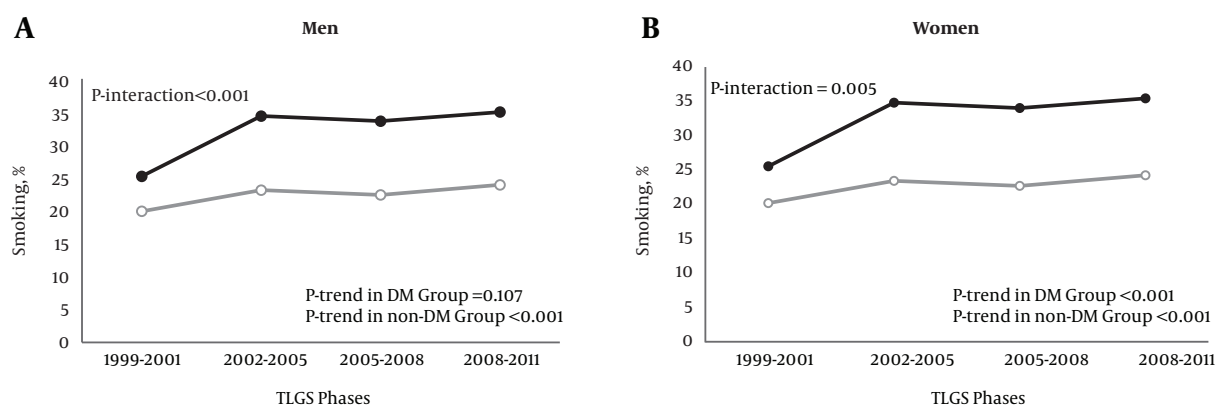 A
Men
40
35
30
25
20
15
10
5
0
Smoking, %
P-interaction<0.001
P-trend in DM Group =0.107
P-trend in non-DM Group <0.001
1999-2001 2002-2005 2005-2008 2008-2011
TLGS Phases
B
Women
40
35
30
25
20
15
10
5
0
Smoking, %
P-interaction = 0.005
P-trend in DM Group <0.001
P-trend in non-DM Group <0.001
1999-2001 2002-2005 2005-2008 2008-2011
TLGS Phases